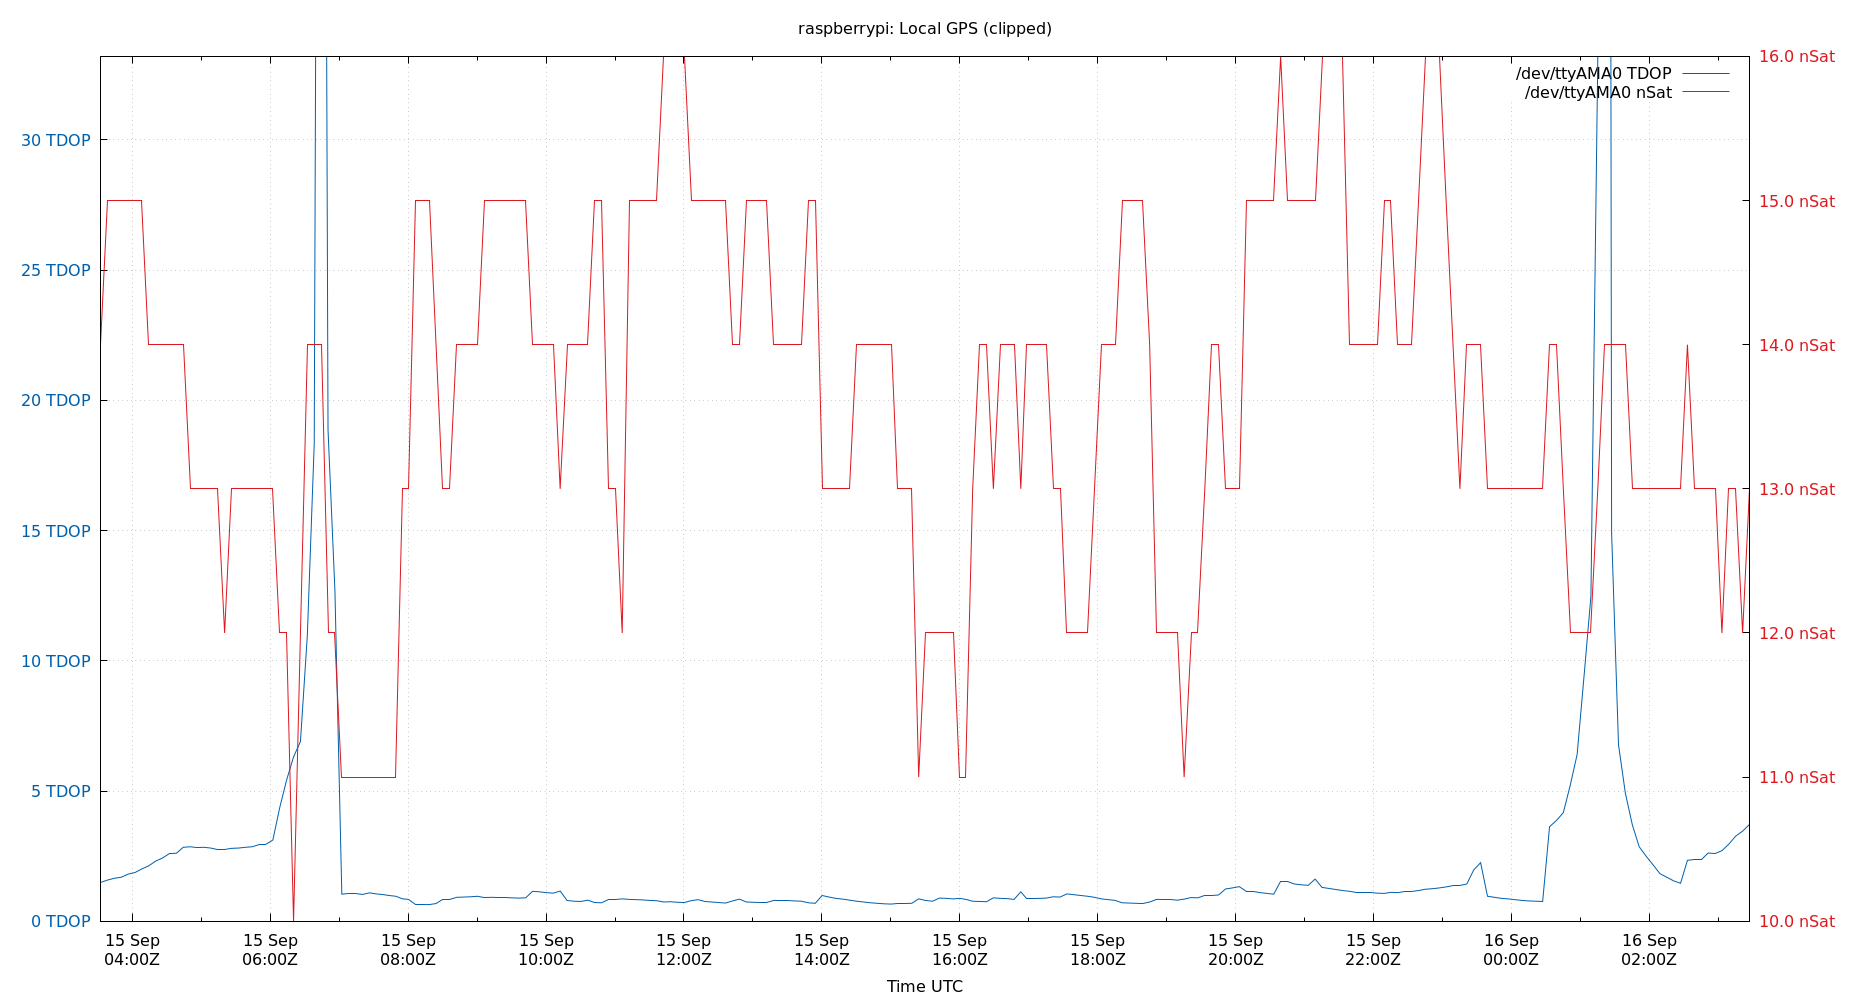 raspberrypi: Local GPS (clipped)
16.0 nSat
/dev/ttyAMA0 TDOP
/dev/ttyAMA0 nSat
30 TDOP
15.0 nSat
25 TDOP
14.0 nSat
20 TDOP
13.0 nSat
15 TDOP
12.0 nSat
10 TDOP
11.0 nSat
5 TDOP
0 TDOP
10.0 nSat
15 Sep 15 Sep 15 Sep 15 Sep 15 Sep 15 Sep 15 Sep 15 Sep 15 Sep 15 Sep 16 Sep 16 Sep
04:00Z 06:00Z 08:00Z 10:00Z 12:00Z 14:00Z 16:00Z 18:00Z 20:00Z 22:00Z 00:00Z 02:00Z
Time UTC